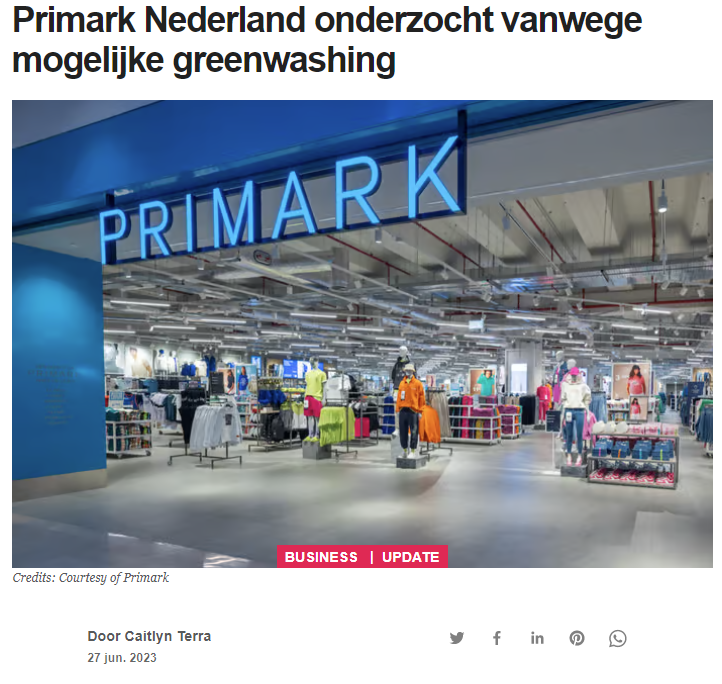 Primark Nederland onderzocht vanwege
mogelijke greenwashing
PRIMARK
BUSINESS | UPDATE
Credits: Courtesy of Primark
Door Caitlyn Terra
27 jun. 2023